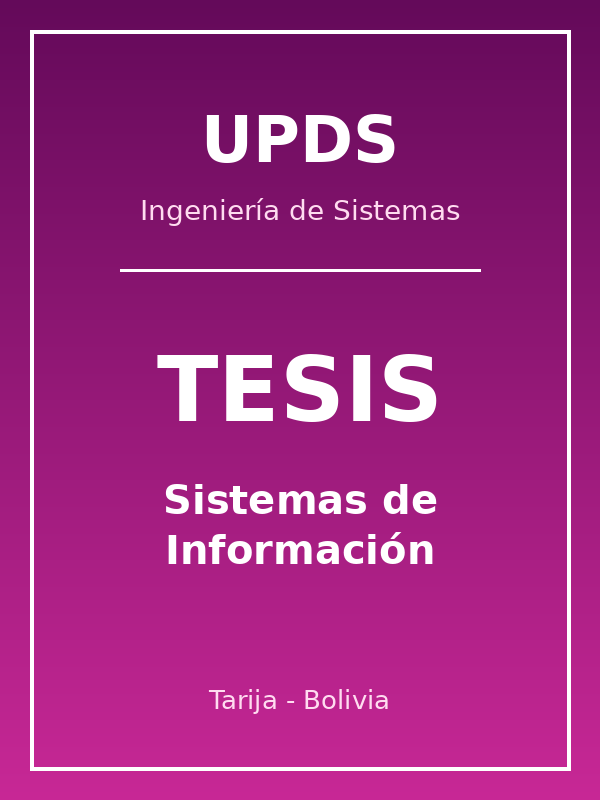 UPDS
Ingeniería de Sistemas
TESIS
Sistemas de
Información
Tarija - Bolivia